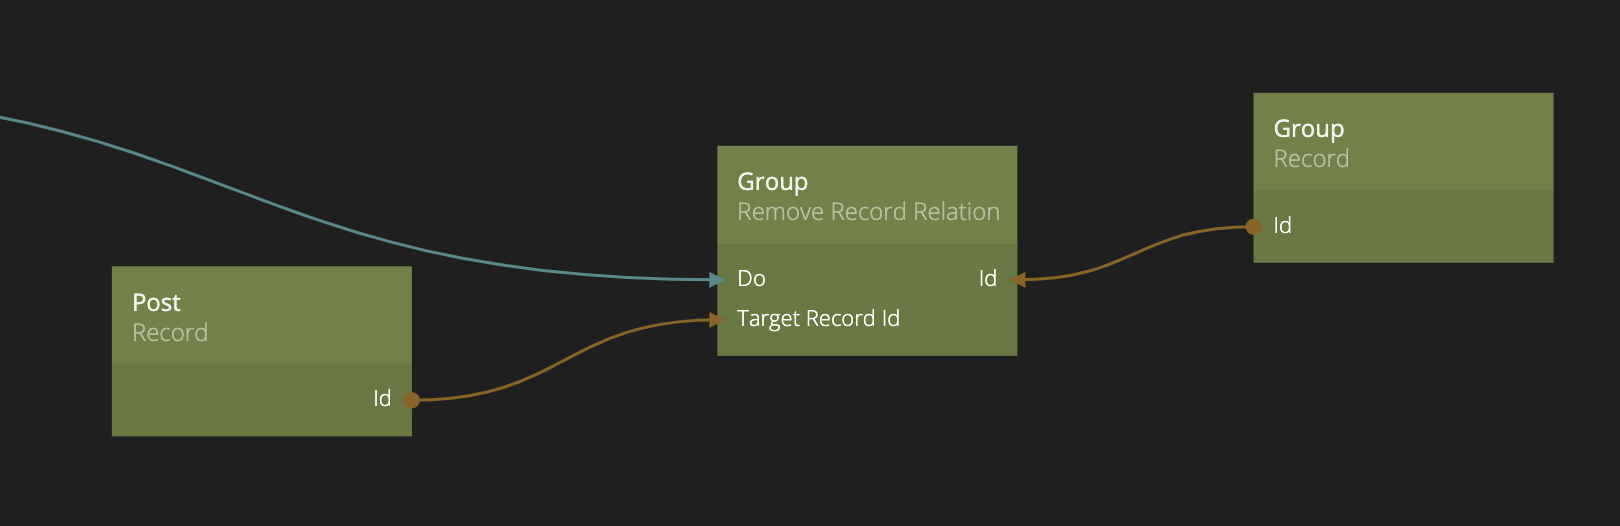 Post
Record
Id
Group
Remove Record Relation
Do
Id
Target Record Id
Group
Record
Id